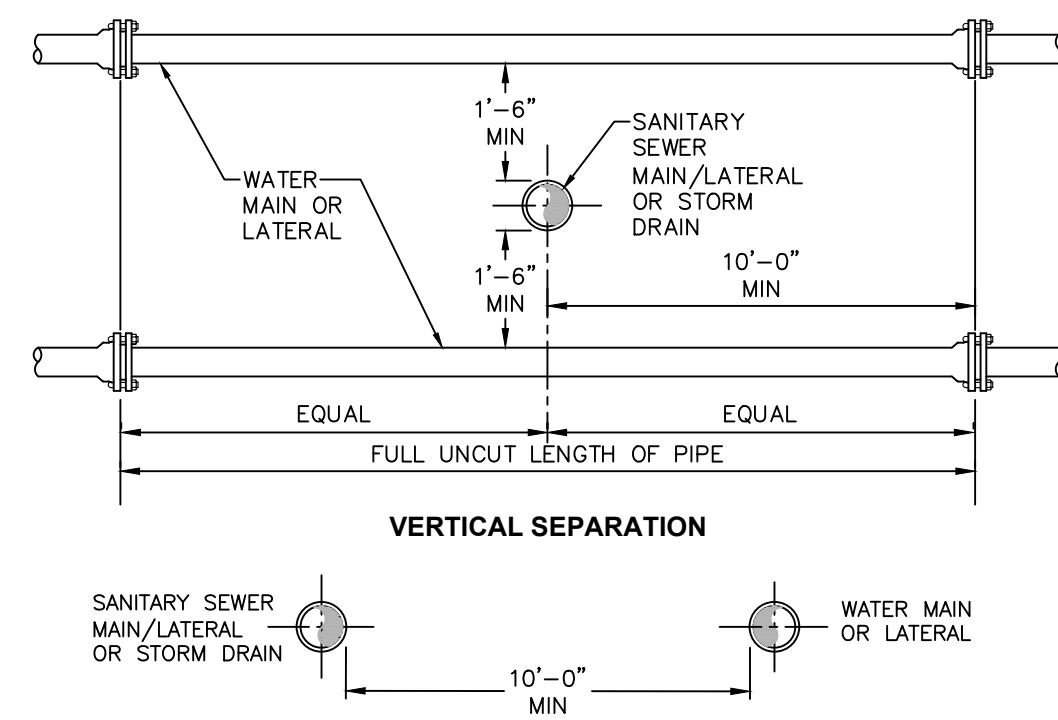 1'-6"
MIN
SANITARY
SEWER
MAIN/LATERAL
OR STORM
DRAIN
WATER
MAIN OR
LATERAL
1'-6"
MIN
10'-0"
MIN
EQUAL
EQUAL
FULL UNCUT LENGTH OF PIPE
VERTICAL SEPARATION
SANITARY SEWER
MAIN/LATERAL
OR STORM DRAIN
WATER MAIN
OR LATERAL
10'-0"
MIN